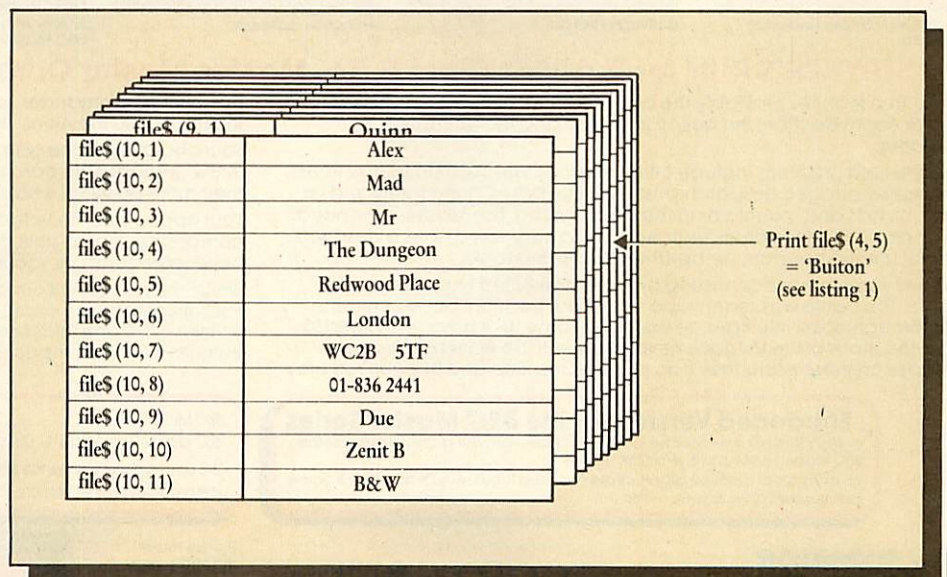 file$ (9, 1) Quinn
file$ (10, 1) Alex
file$ (10, 2) Mad
file$ (10, 3) Mr
file$ (10, 4) The Dungeon
file$ (10, 5) Redwood Place
file$ (10, 6) London
file$ (10, 7) WC2B 5TF
file$ (10, 8) 01-836 2441
file$ (10, 9) Due
file$ (10, 10) Zenit B
file$ (10, 11) B&W
Print file$ (4, 5)
= 'Buiton'
(see listing 1)